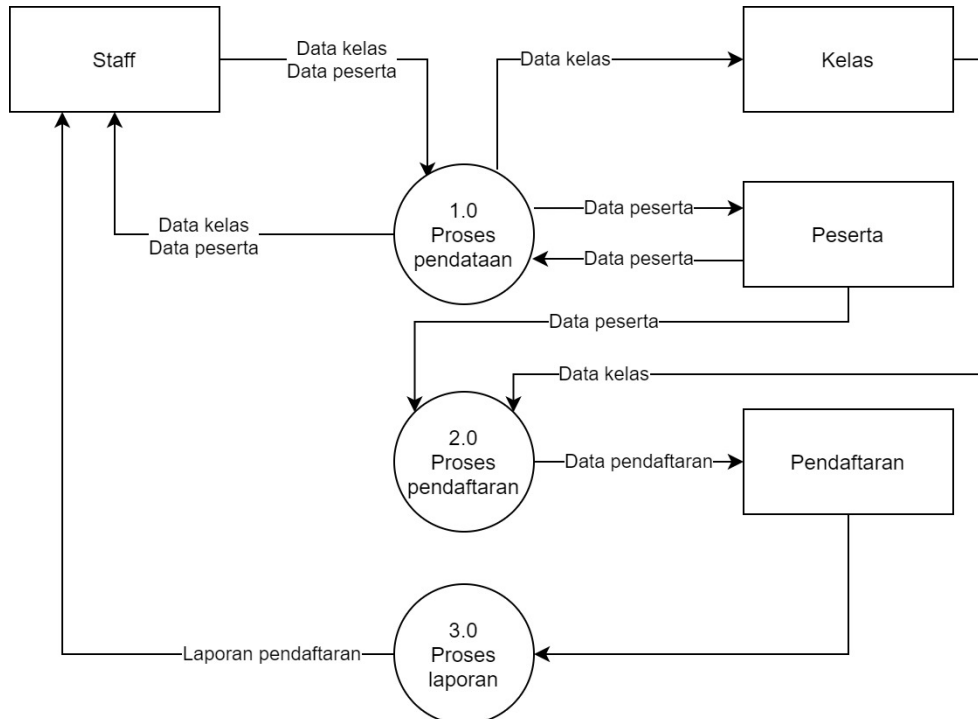 Staff
Data kelas
Data peserta
Data kelas
Kelas
Data kelas
Data peserta
1.0
Proses
pendataan
Data peserta
Data peserta
Peserta
Data peserta
Data kelas
2.0
Proses
pendaftaran
Data pendaftaran
Pendaftaran
3.0
Proses
laporan
Laporan pendaftaran